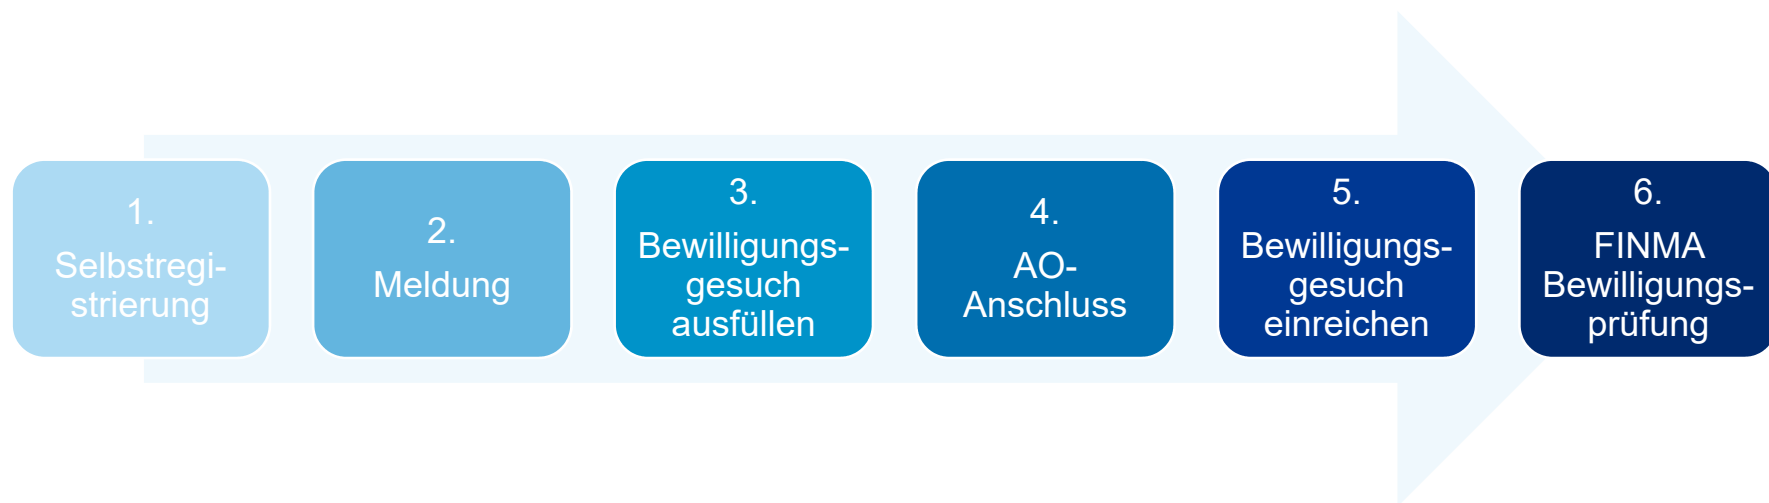 1.
Selbstregi-
strierung
2.
Meldung
3.
Bewilligungs-
gesuch
ausfüllen
4.
AO-
Anschluss
5.
Bewilligungs-
gesuch
einreichen
6.
FINMA
Bewilligungs-
prüfung